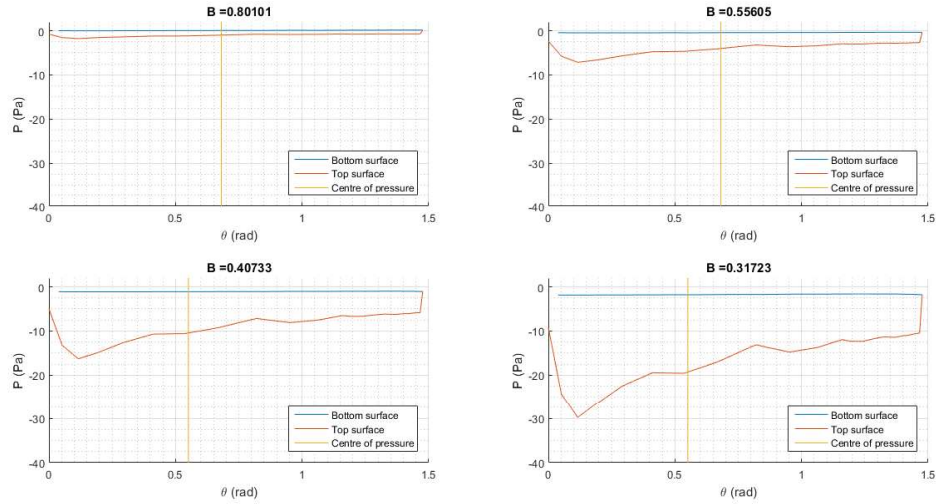 B =0.80101
0
-10
-20
-30
-40
P (Pa)
Bottom surface
Top surface
Centre of pressure
0 0.5 1 1.5
θ (rad)
B =0.55605
0
-10
-20
-30
-40
P (Pa)
Bottom surface
Top surface
Centre of pressure
0 0.5 1 1.5
θ (rad)
B =0.40733
0
-10
-20
-30
-40
P (Pa)
Bottom surface
Top surface
Centre of pressure
0 0.5 1 1.5
θ (rad)
B =0.31723
0
-10
-20
-30
-40
P (Pa)
Bottom surface
Top surface
Centre of pressure
0 0.5 1 1.5
θ (rad)